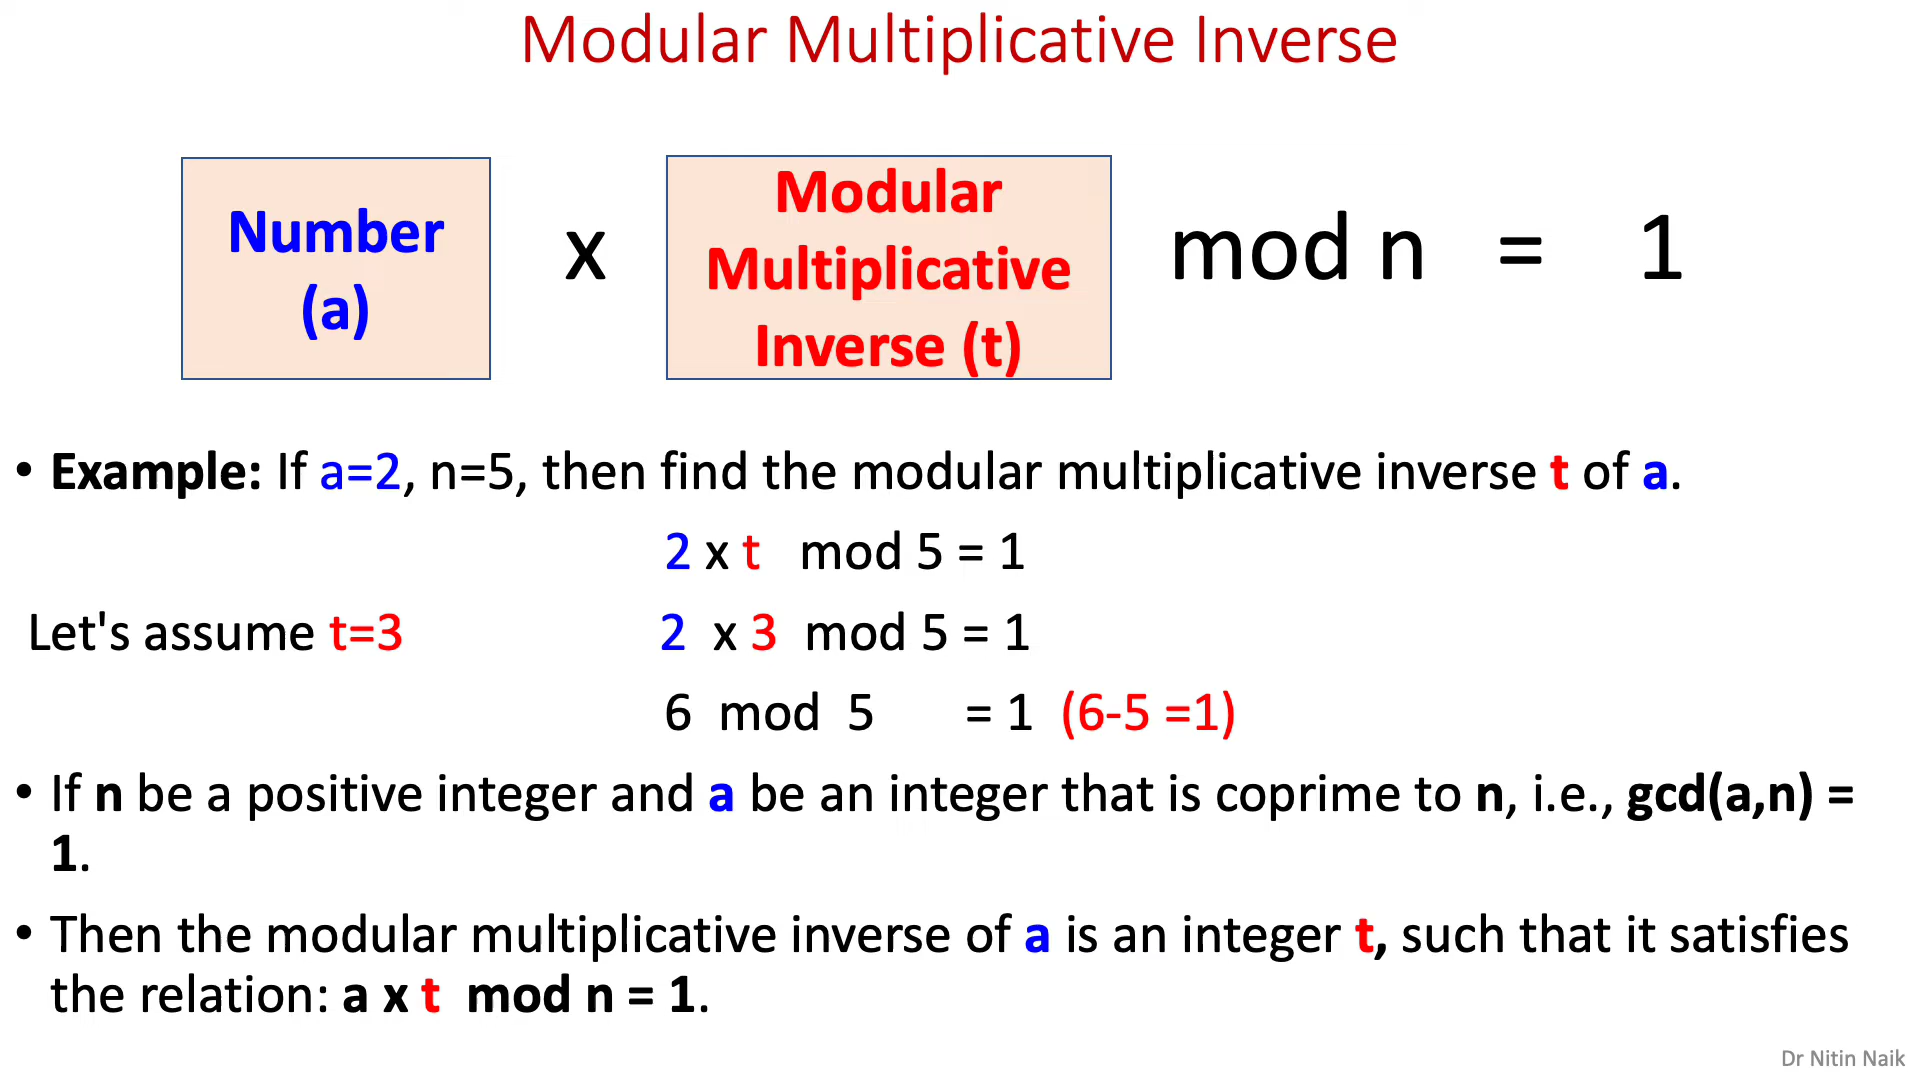 Modular Multiplicative Inverse
Number
(a)
x
Modular
Multiplicative
Inverse (t)
mod n = 1
• Example: If a=2, n=5, then find the modular multiplicative inverse t of a.
2 x t mod 5 = 1
Let's assume t=3 2 x 3 mod 5 = 1
6 mod 5 = 1 (6-5 =1)
• If n be a positive integer and a be an integer that is coprime to n, i.e., gcd(a,n) =
1.
• Then the modular multiplicative inverse of a is an integer t, such that it satisfies
the relation: a x t mod n = 1.
Dr Nitin Naik